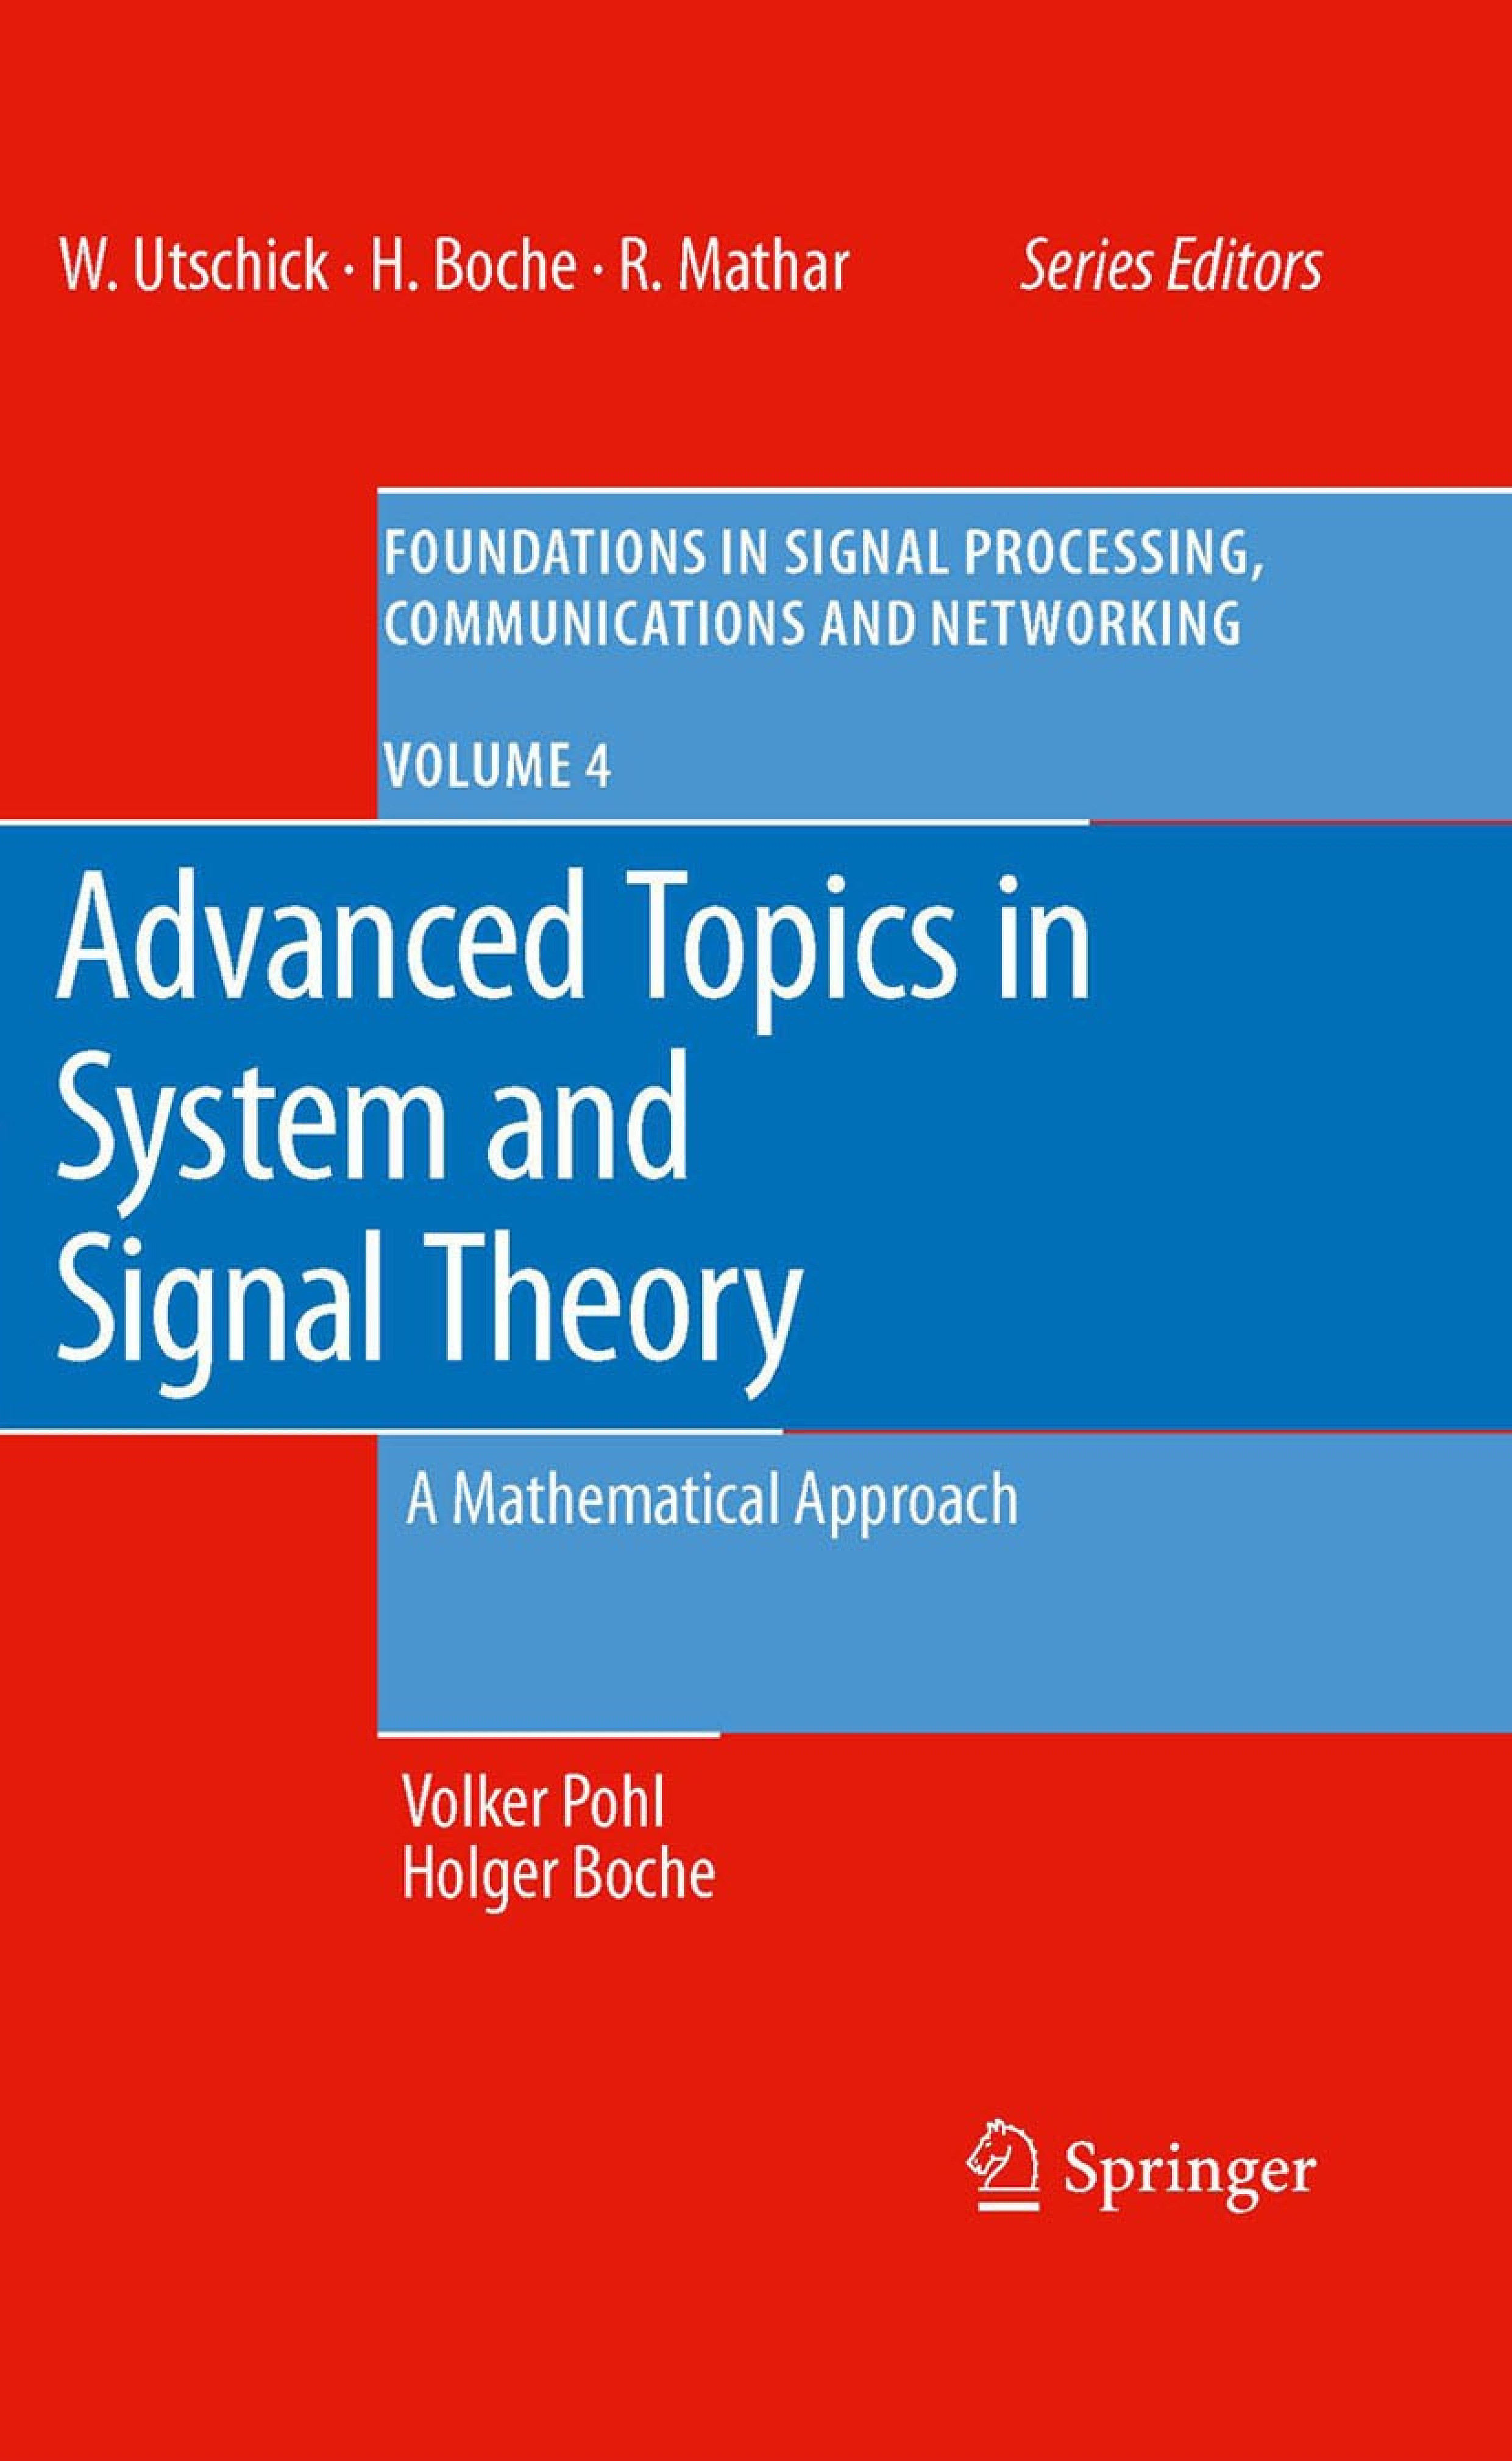 W. Utschick · H. Boche · R. Mathar Series Editors
FOUNDATIONS IN SIGNAL PROCESSING,
COMMUNICATIONS AND NETWORKING
VOLUME 4
Advanced Topics in
System and
Signal Theory
A Mathematical Approach
Volker Pohl
Holger Boche
Springer